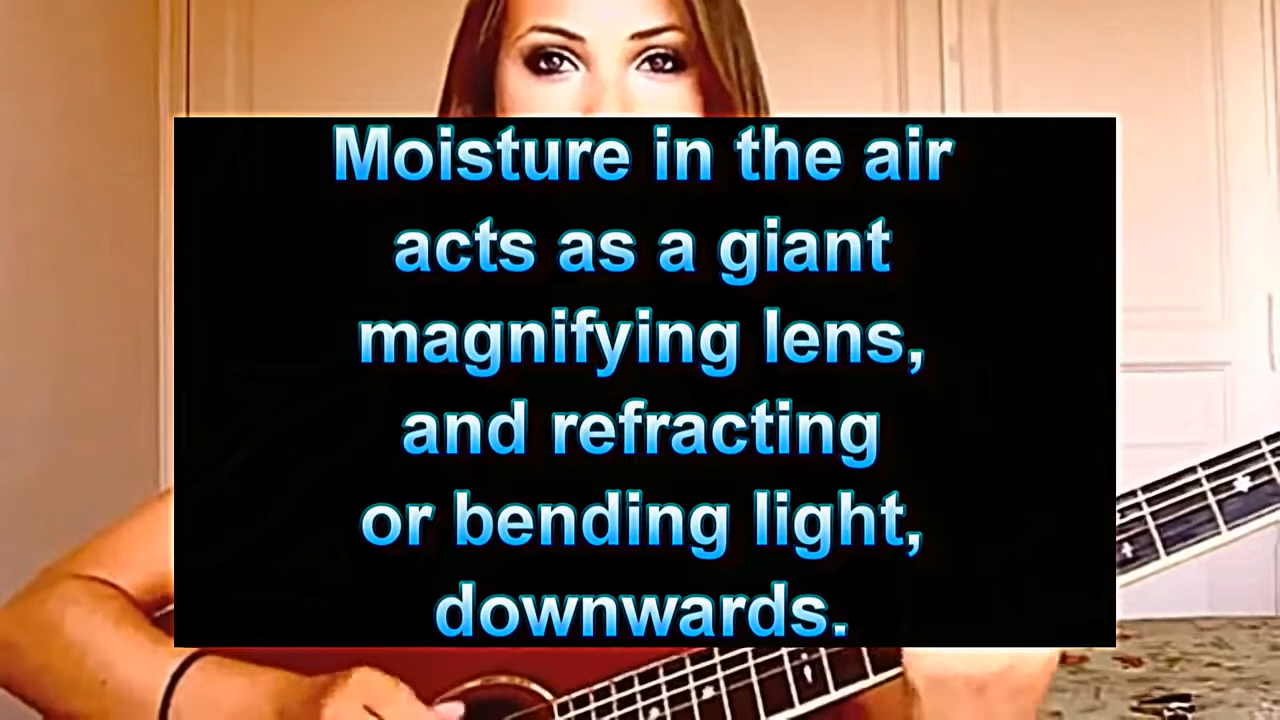 Moisture in the air
acts as a giant
magnifying lens,
and refracting
or bending light,
downwards.